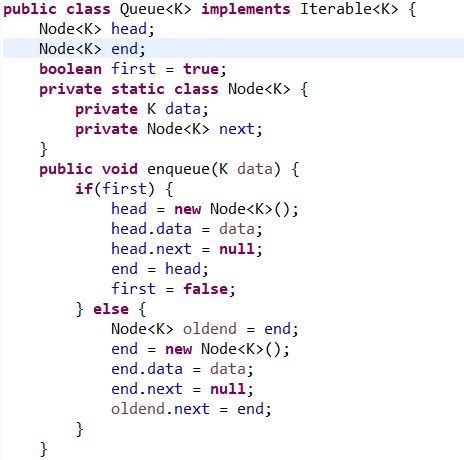 public class Queue<K> implements Iterable<K> {
    Node<K> head;
    Node<K> end;
    boolean first = true;
    private static class Node<K> {
        private K data;
        private Node<K> next;
    }
    public void enqueue(K data) {
        if(first) {
            head = new Node<K>();
            head.data = data;
            head.next = null;
            end = head;
            first = false;
        } else {
            Node<K> oldend = end;
            end = new Node<K>();
            end.data = data;
            end.next = null;
            oldend.next = end;
        }
    }